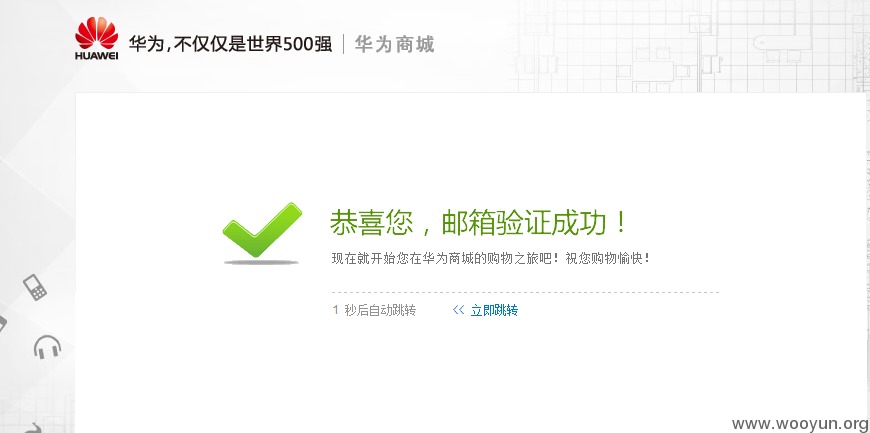 HUAWEI
华为,不仅仅是世界500强 | 华为商城
恭喜您，邮箱验证成功！
现在就开始您在华为商城的购物之旅吧！祝您购物愉快！
1 秒后自动跳转 << 立即跳转
www.wooyun.org